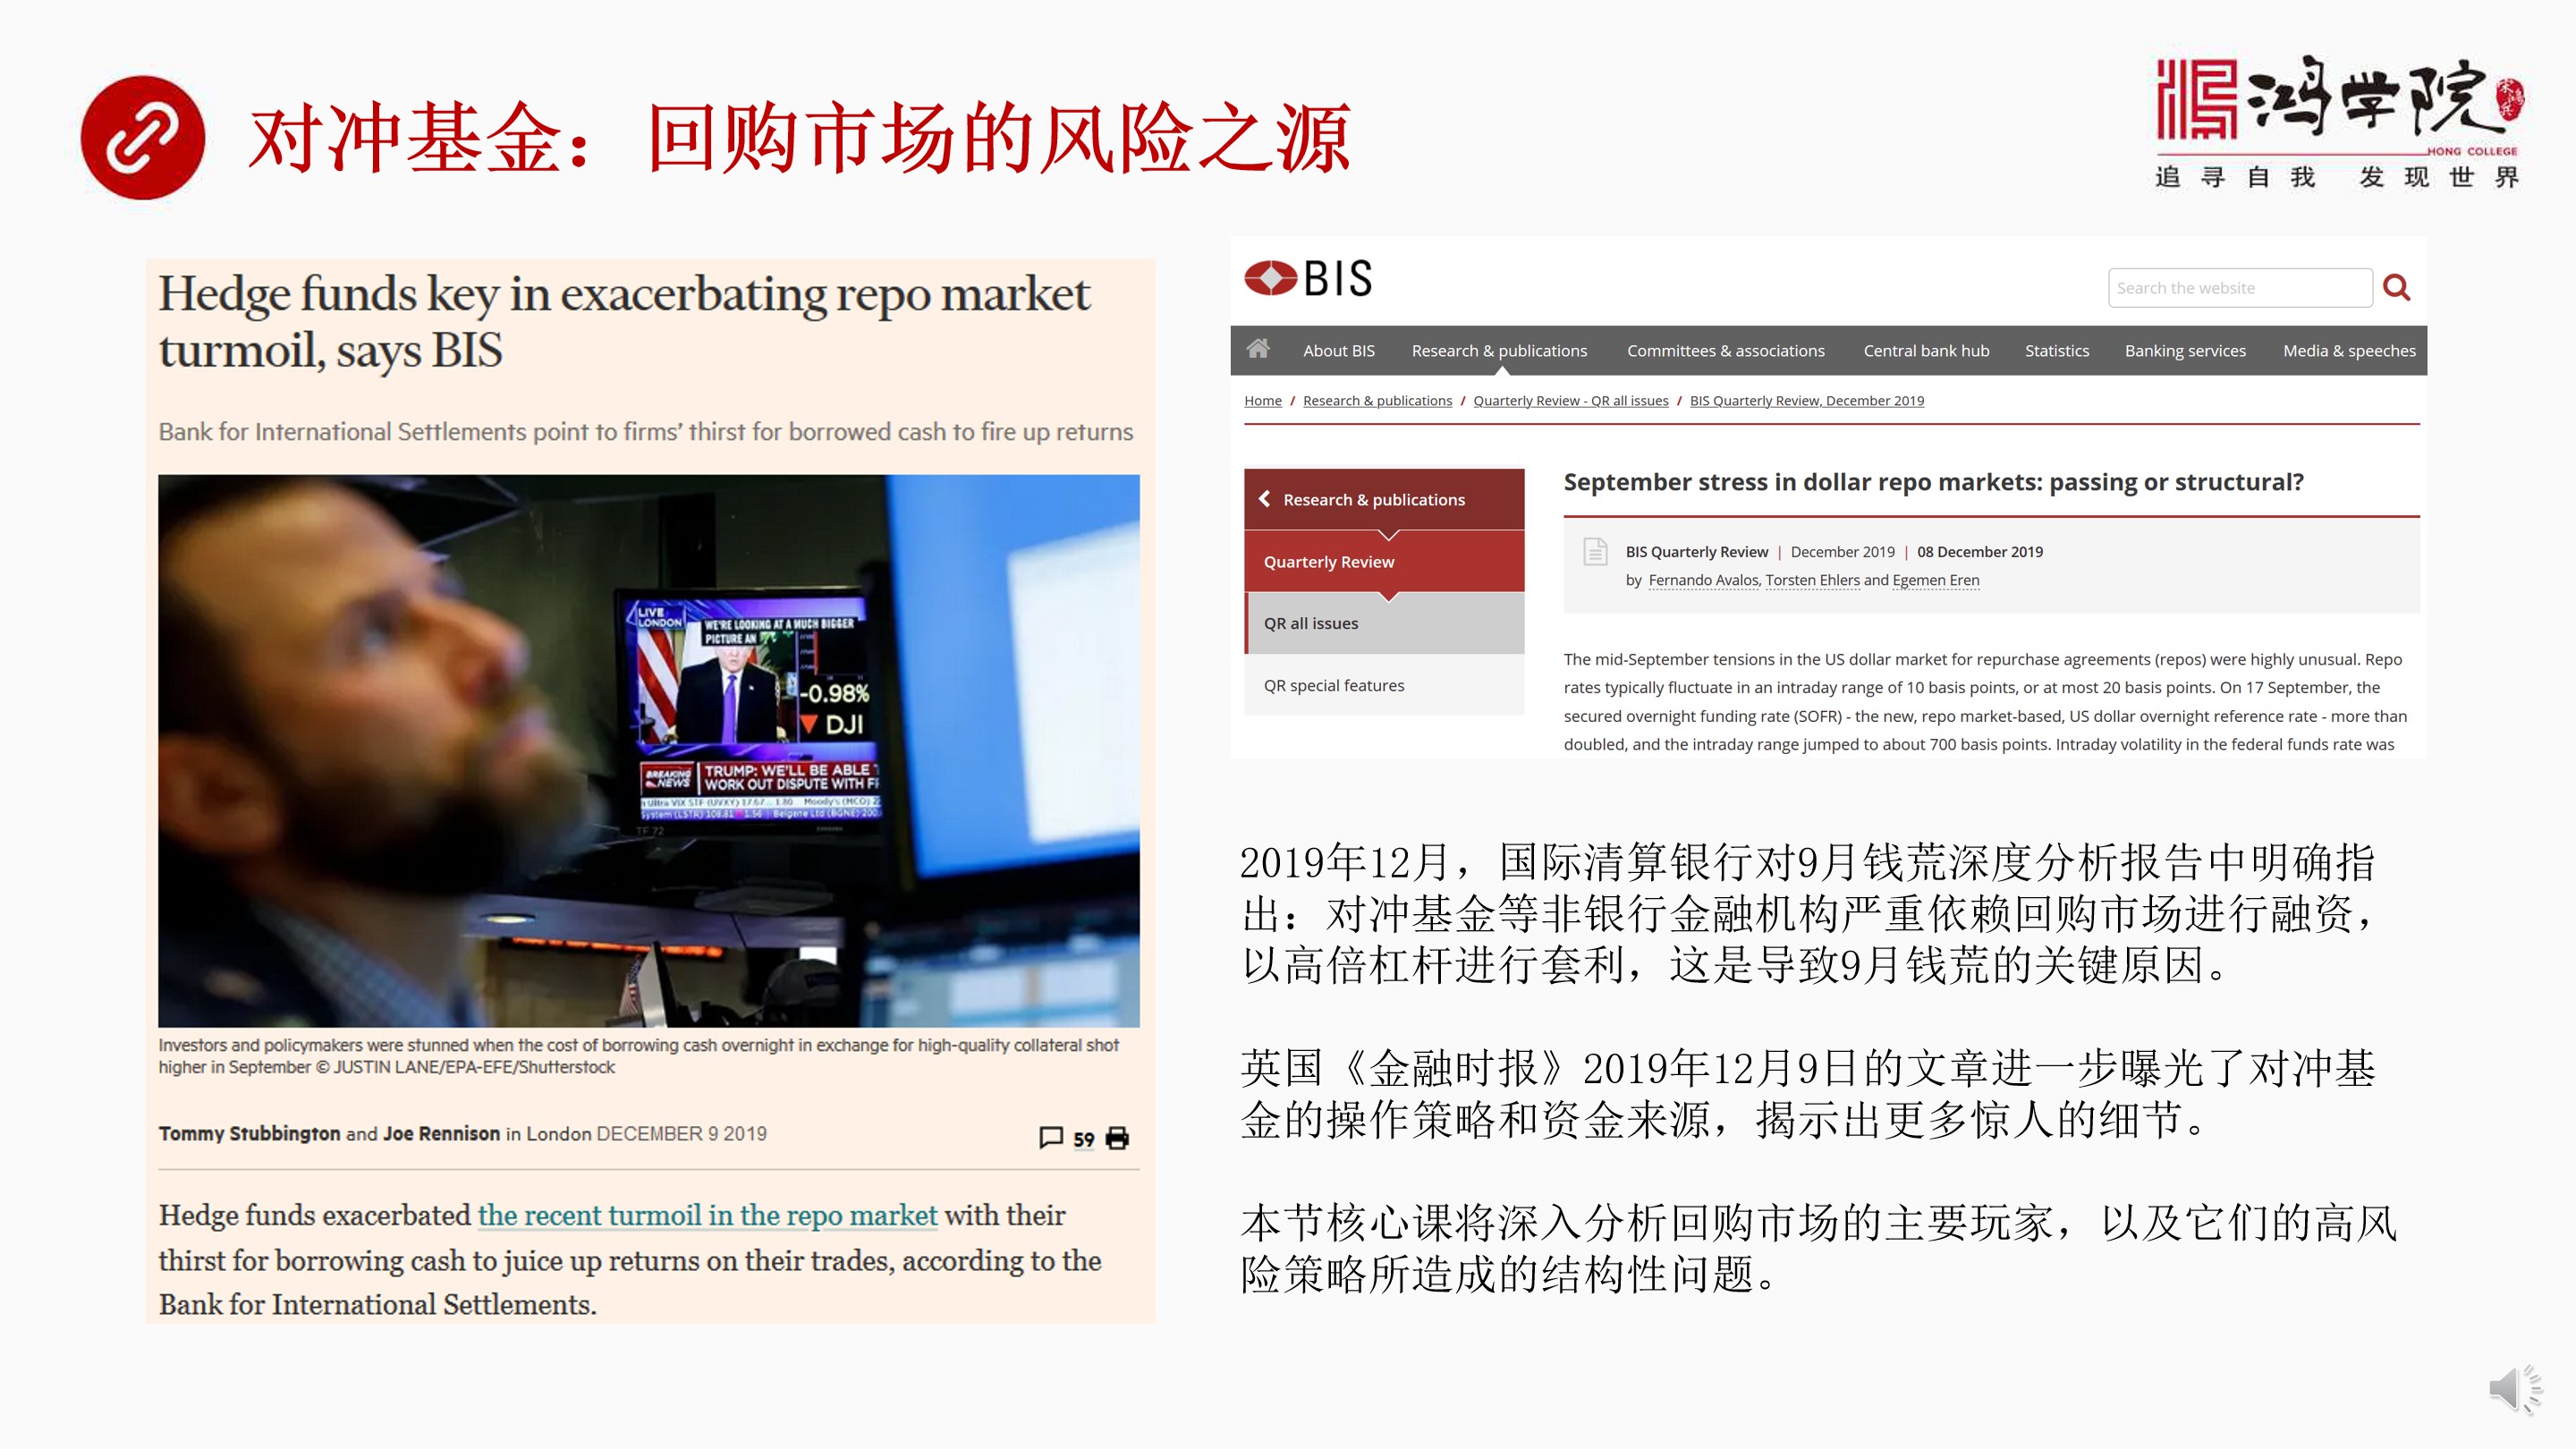 对冲基金：回购市场的风险之源
鸿学院
HONG COLLEGE
追寻自我 发现世界
Hedge funds key in exacerbating repo market
turmoil, says BIS
Bank for International Settlements point to firms' thirst for borrowed cash to fire up returns
LIVE
LONDON
WE'RE LOOKING AT A MUCH BIGGER
PICTURE AN
-0.98%
▼ DJI
BREAKING
NEWS
TRUMP: WE'LL BE ABLE
WORK OUT DISPUTE WITH
Investors and policymakers were stunned when the cost of borrowing cash overnight in exchange for high-quality collateral shot
higher in September © JUSTIN LANE/EPA-EFE/Shutterstock
Tommy Stubbington and Joe Rennison in London DECEMBER 9 2019
59
Hedge funds exacerbated the recent turmoil in the repo market with their
thirst for borrowing cash to juice up returns on their trades, according to the
Bank for International Settlements.
BIS
Search the website
About BIS Research & publications Committees & associations Central bank hub Statistics Banking services Media & speeches
Home / Research & publications / Quarterly Review - QR all issues / BIS Quarterly Review, December 2019
Research & publications
Quarterly Review
QR all issues
QR special features
September stress in dollar repo markets: passing or structural?
BIS Quarterly Review | December 2019 | 08 December 2019
by Fernando Avalos, Torsten Ehlers and Egemen Eren
The mid-September tensions in the US dollar market for repurchase agreements (repos) were highly unusual. Repo
rates typically fluctuate in an intraday range of 10 basis points, or at most 20 basis points. On 17 September, the
secured overnight funding rate (SOFR) - the new, repo market-based, US dollar overnight reference rate - more than
doubled, and the intraday range jumped to about 700 basis points. Intraday volatility in the federal funds rate was
2019年12月，国际清算银行对9月钱荒深度分析报告中明确指
出：对冲基金等非银行金融机构严重依赖回购市场进行融资，
以高倍杠杆进行套利，这是导致9月钱荒的关键原因。
英国《金融时报》2019年12月9日的文章进一步曝光了对冲基
金的操作策略和资金来源，揭示出更多惊人的细节。
本节核心课将深入分析回购市场的主要玩家，以及它们的高风
险策略所造成的结构性问题。